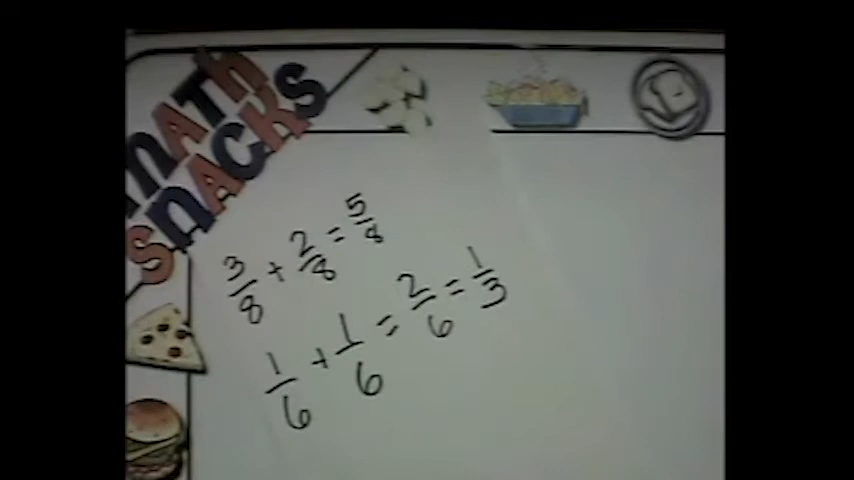 MATH
SNACKS
3/8 + 2/8 = 5/8
1/6 + 1/6 = 2/6 = 1/3